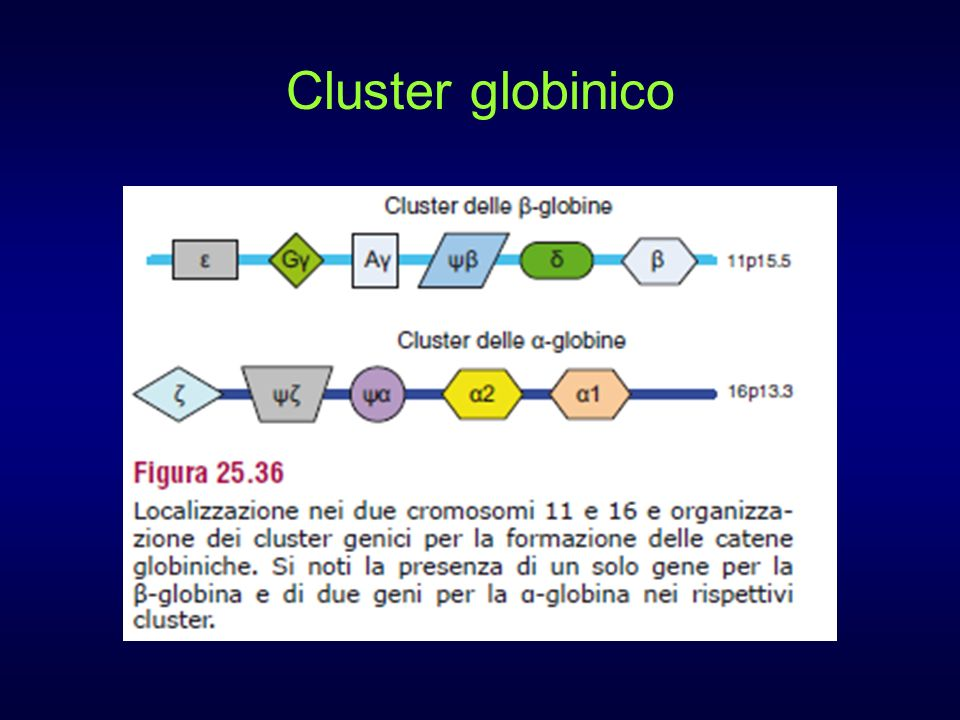 Cluster globinico
Cluster delle β-globine
ε Gγ Aγ ψβ δ β 11p15.5
Cluster delle α-globine
ζ ψζ ψα α2 α1 16p13.3
Figura 25.36
Localizzazione nei due cromosomi 11 e 16 e organizza-
zione dei cluster genici per la formazione delle catene
globiniche. Si noti la presenza di un solo gene per la
β-globina e di due geni per la α-globina nei rispettivi
cluster.